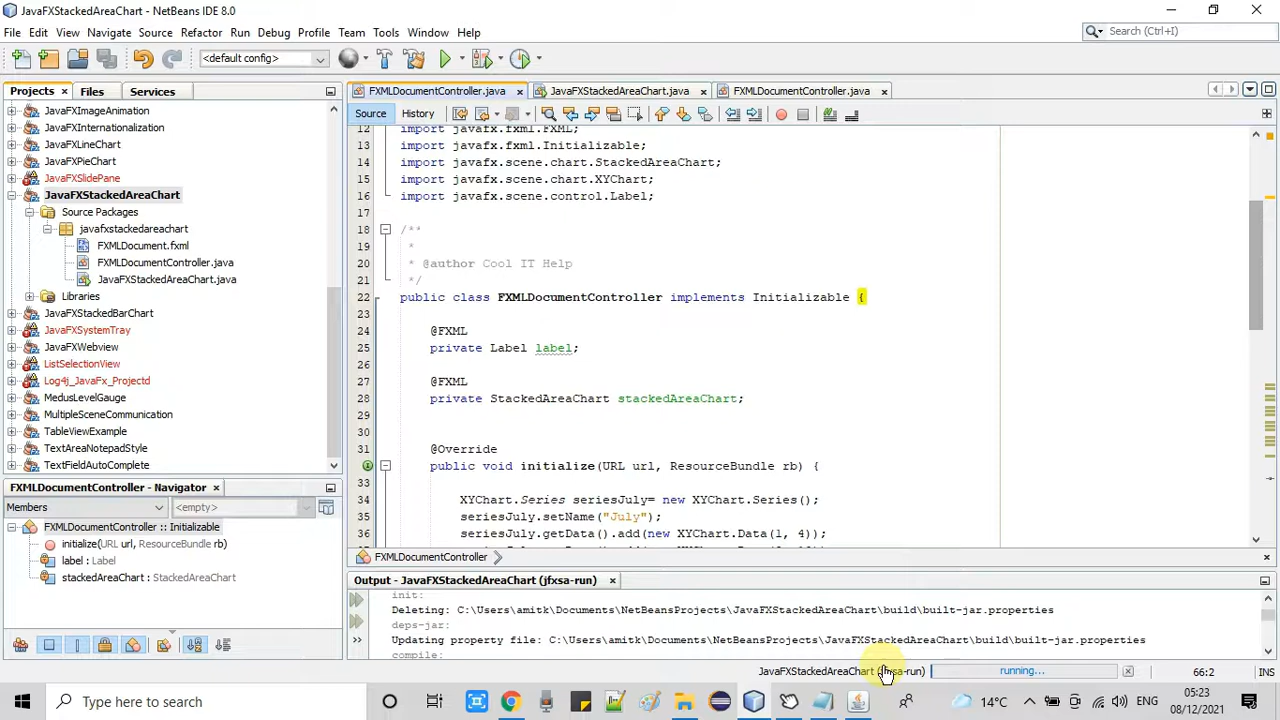 JavaFXStackedAreaChart - NetBeans IDE 8.0
File Edit View Navigate Source Refactor Run Debug Profile Team Tools Window Help
Search (Ctrl+I)
<default config>
Projects Files Services
JavaFXImageAnimation
JavaFXInternationalization
JavaFXLineChart
JavaFXPieChart
JavaFXSlidePane
JavaFXStackedAreaChart
Source Packages
javafxstackedareachart
FXMLDocument.fxml
FXMLDocumentController.java
JavaFXStackedAreaChart.java
Libraries
JavaFXStackedBarChart
JavaFXSystemTray
JavaFXWebview
ListSelectionView
Log4j_JavaFx_Projectd
MedusLevelGauge
MultipleSceneCommunication
TableViewExample
TextAreaNotepadStyle
TextFieldAutoComplete
FXMLDocumentController - Navigator
Members <empty>
FXMLDocumentController :: Initializable
initialize(URL url, ResourceBundle rb)
label : Label
stackedAreaChart : StackedAreaChart
FXMLDocumentController.java JavaFXStackedAreaChart.java FXMLDocumentController.java
Source History
12 import javafx.fxml.FXML;
13 import javafx.fxml.Initializable;
14 import javafx.scene.chart.StackedAreaChart;
15 import javafx.scene.chart.XYChart;
16 import javafx.scene.control.Label;
17
18 /**
19 *
20 * @author Cool IT Help
21 */
22 public class FXMLDocumentController implements Initializable {
23
24 @FXML
25 private Label label;
26
27 @FXML
28 private StackedAreaChart stackedAreaChart;
29
30
31 @Override
public void initialize(URL url, ResourceBundle rb) {
33
34 XYChart.Series seriesJuly= new XYChart.Series();
35 seriesJuly.setName("July");
36 seriesJuly.getData().add(new XYChart.Data(1, 4));
FXMLDocumentController
Output - JavaFXStackedAreaChart (jfxsa-run)
init:
Deleting: C:\Users\amitk\Documents\NetBeansProjects\JavaFXStackedAreaChart\build\built-jar.properties
deps-jar:
Updating property file: C:\Users\amitk\Documents\NetBeansProjects\JavaFXStackedAreaChart\build\built-jar.properties
compile:
JavaFXStackedAreaChart (jfxsa-run) running... 66:2 INS
Type here to search
14°C
ENG
05:23
08/12/2021